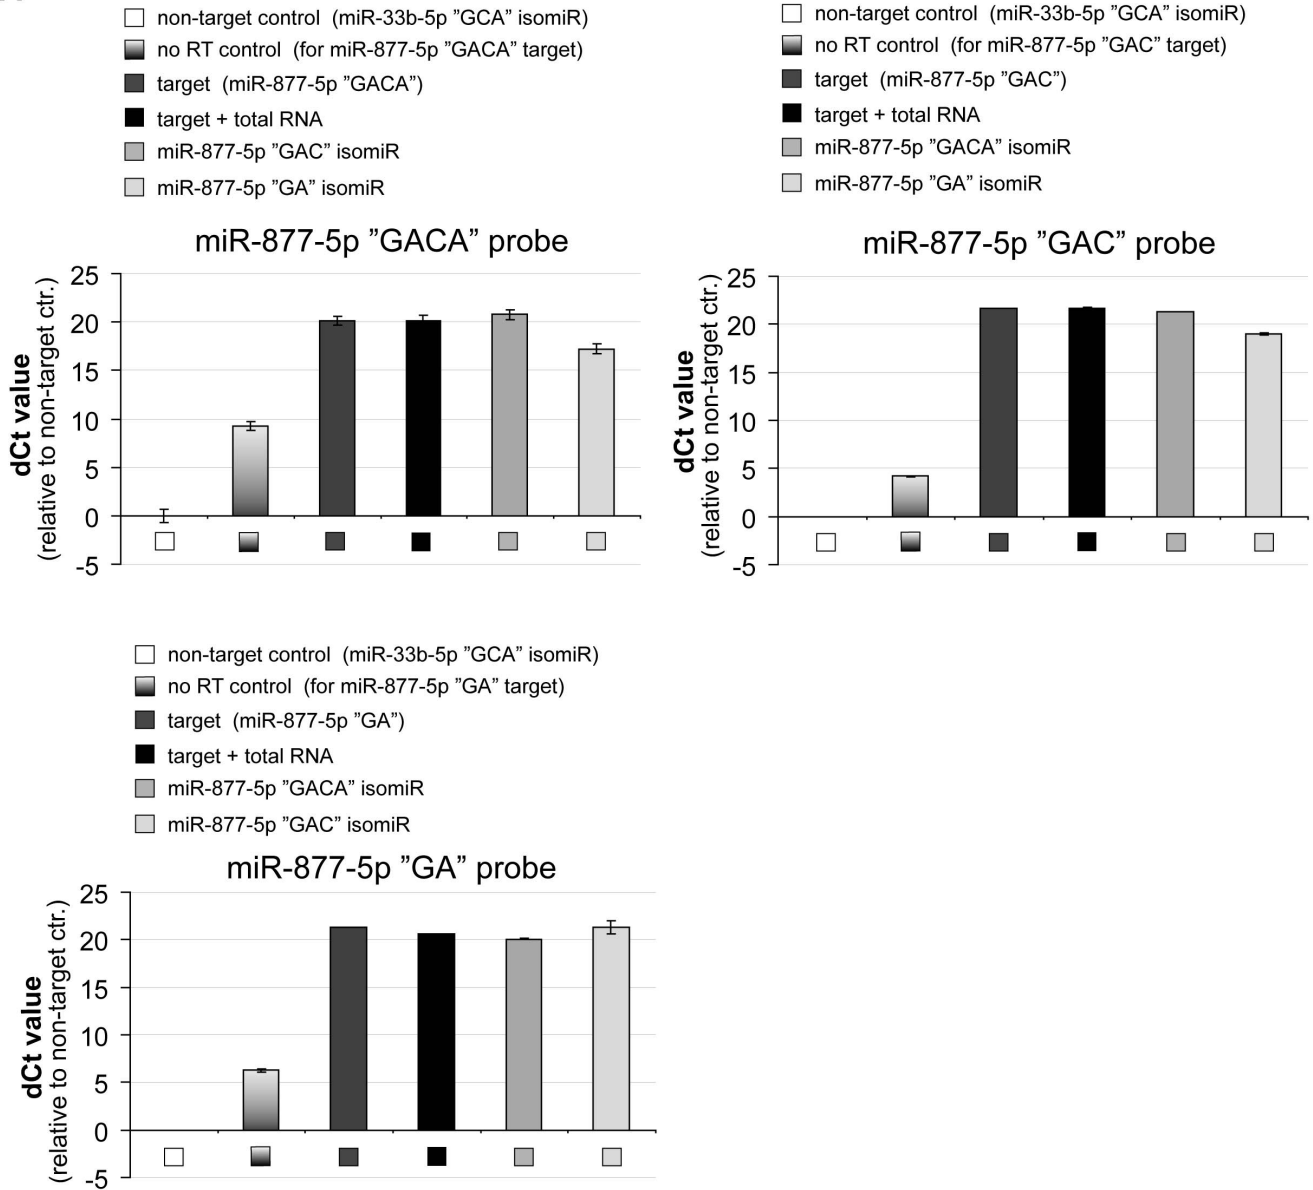 non-target control (miR-33b-5p ”GCA” isomiR)
no RT control (for miR-877-5p ”GACA” target)
target (miR-877-5p ”GACA”)
target + total RNA
miR-877-5p ”GAC” isomiR
miR-877-5p ”GA” isomiR
miR-877-5p ”GACA” probe
dCt value
(relative to non-target ctr.)
25
20
15
10
5
0
-5
non-target control (miR-33b-5p ”GCA” isomiR)
no RT control (for miR-877-5p ”GAC” target)
target (miR-877-5p ”GAC”)
target + total RNA
miR-877-5p ”GACA” isomiR
miR-877-5p ”GA” isomiR
miR-877-5p ”GAC” probe
dCt value
(relative to non-target ctr.)
25
20
15
10
5
0
-5
non-target control (miR-33b-5p ”GCA” isomiR)
no RT control (for miR-877-5p ”GA” target)
target (miR-877-5p ”GA”)
target + total RNA
miR-877-5p ”GACA” isomiR
miR-877-5p ”GAC” isomiR
miR-877-5p ”GA” probe
dCt value
(relative to non-target ctr.)
25
20
15
10
5
0
-5